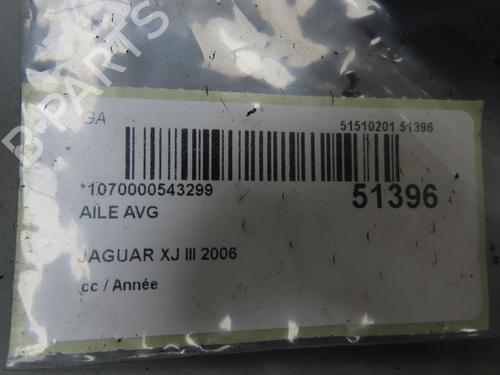 GA
51510201 51396
*1070000543299
51396
AILE AVG
JAGUAR XJ III 2006
cc / Année
B-PARTS